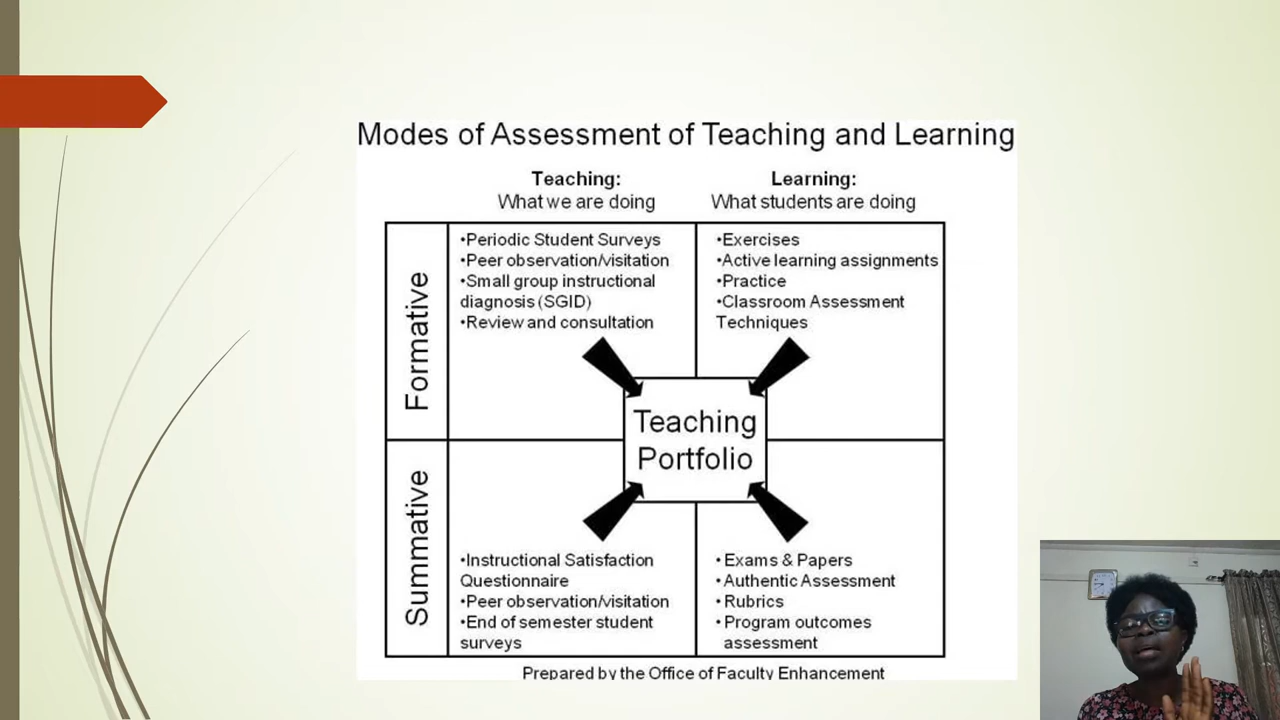 Modes of Assessment of Teaching and Learning
Teaching:
What we are doing
Learning:
What students are doing
Formative
•Periodic Student Surveys
•Peer observation/visitation
•Small group instructional
diagnosis (SGID)
•Review and consultation
•Exercises
•Active learning assignments
•Practice
•Classroom Assessment
Techniques
Teaching
Portfolio
Summative
•Instructional Satisfaction
Questionnaire
•Peer observation/visitation
•End of semester student
surveys
•Exams & Papers
•Authentic Assessment
•Rubrics
•Program outcomes
assessment
Prepared by the Office of Faculty Enhancement